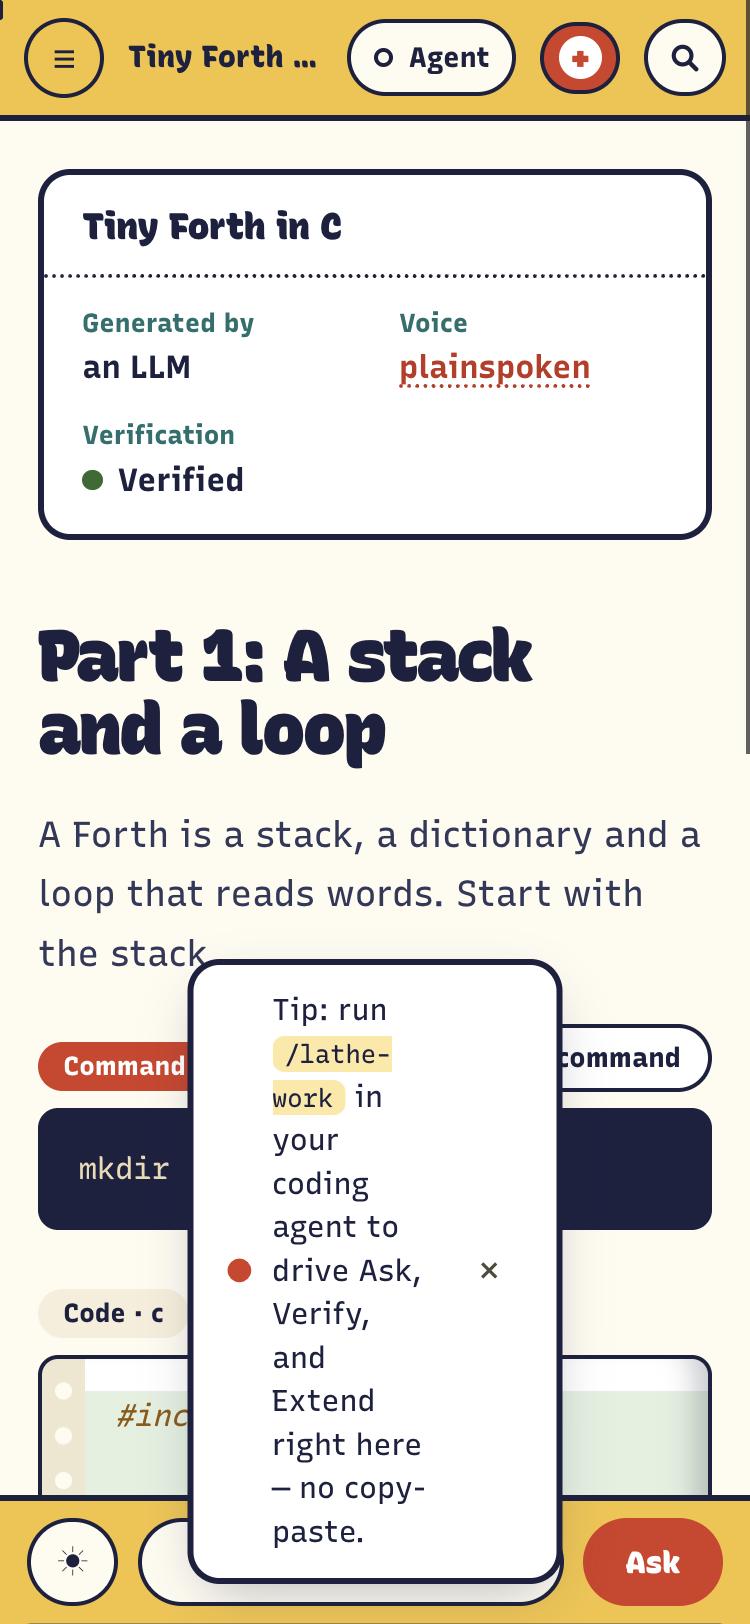 Tiny Forth …
Agent
Tiny Forth in C
Generated by
an LLM
Voice
plainspoken
Verification
Verified
Part 1: A stack
and a loop
A Forth is a stack, a dictionary and a
loop that reads words. Start with
the stack
Command
command
mkdir
Code · c
#inc
Tip: run
/lathe-
work in
your
coding
agent to
drive Ask,
Verify,
and
Extend
right here
— no copy-
paste.
×
Ask